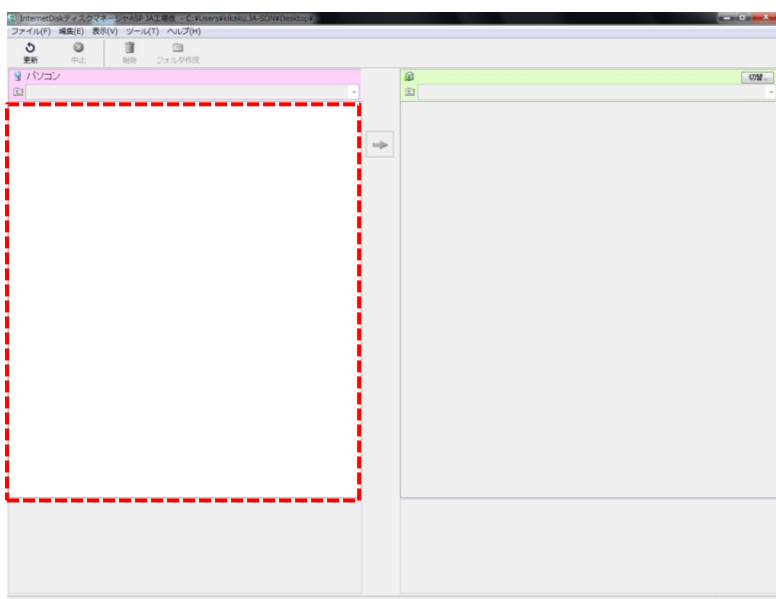 InternetDiskディスクマネージャASP JA工場版 - C:¥Users¥kikaku.JA-SON¥Desktop¥
ファイル(F) 編集(E) 表示(V) ツール(T) ヘルプ(H)
更新 中止 削除 フォルダ作成
パソコン
切替...